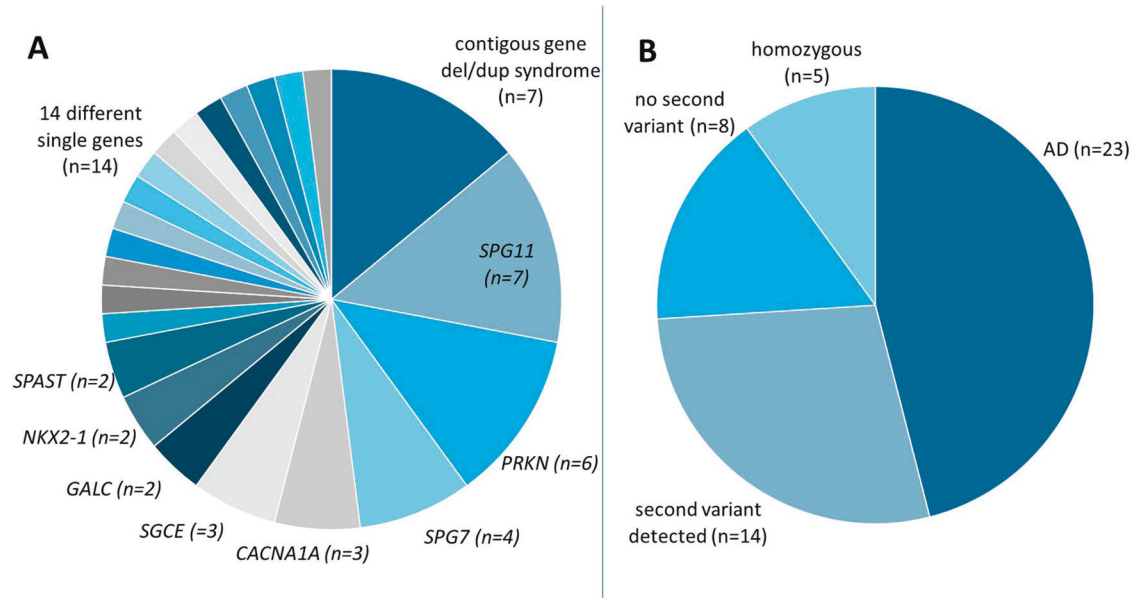 A
contigous gene
del/dup syndrome
(n=7)
14 different
single genes
(n=14)
SPG11
(n=7)
SPAST (n=2)
NKX2-1 (n=2)
GALC (n=2)
SGCE (=3)
CACNA1A (n=3)
SPG7 (n=4)
PRKN (n=6)
B
homozygous
(n=5)
no second
variant (n=8)
AD (n=23)
second variant
detected (n=14)